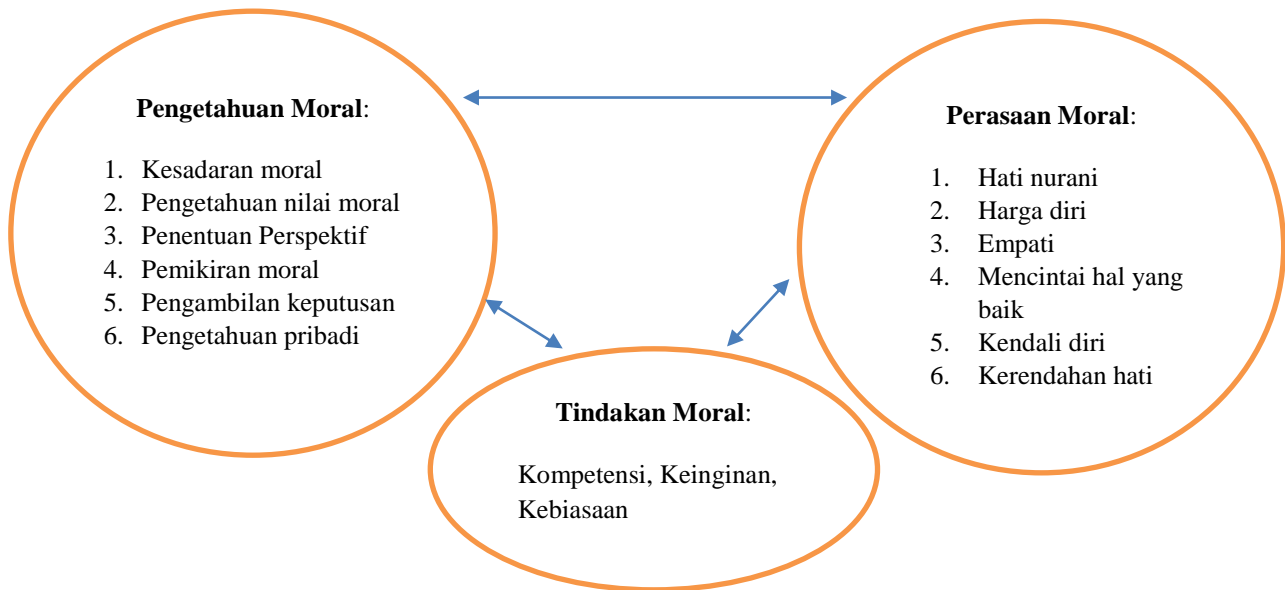 Pengetahuan Moral:
1. Kesadaran moral
2. Pengetahuan nilai moral
3. Penentuan Perspektif
4. Pemikiran moral
5. Pengambilan keputusan
6. Pengetahuan pribadi
Perasaan Moral:
1. Hati nurani
2. Harga diri
3. Empati
4. Mencintai hal yang
baik
5. Kendali diri
6. Kerendahan hati
Tindakan Moral:
Kompetensi, Keinginan,
Kebiasaan